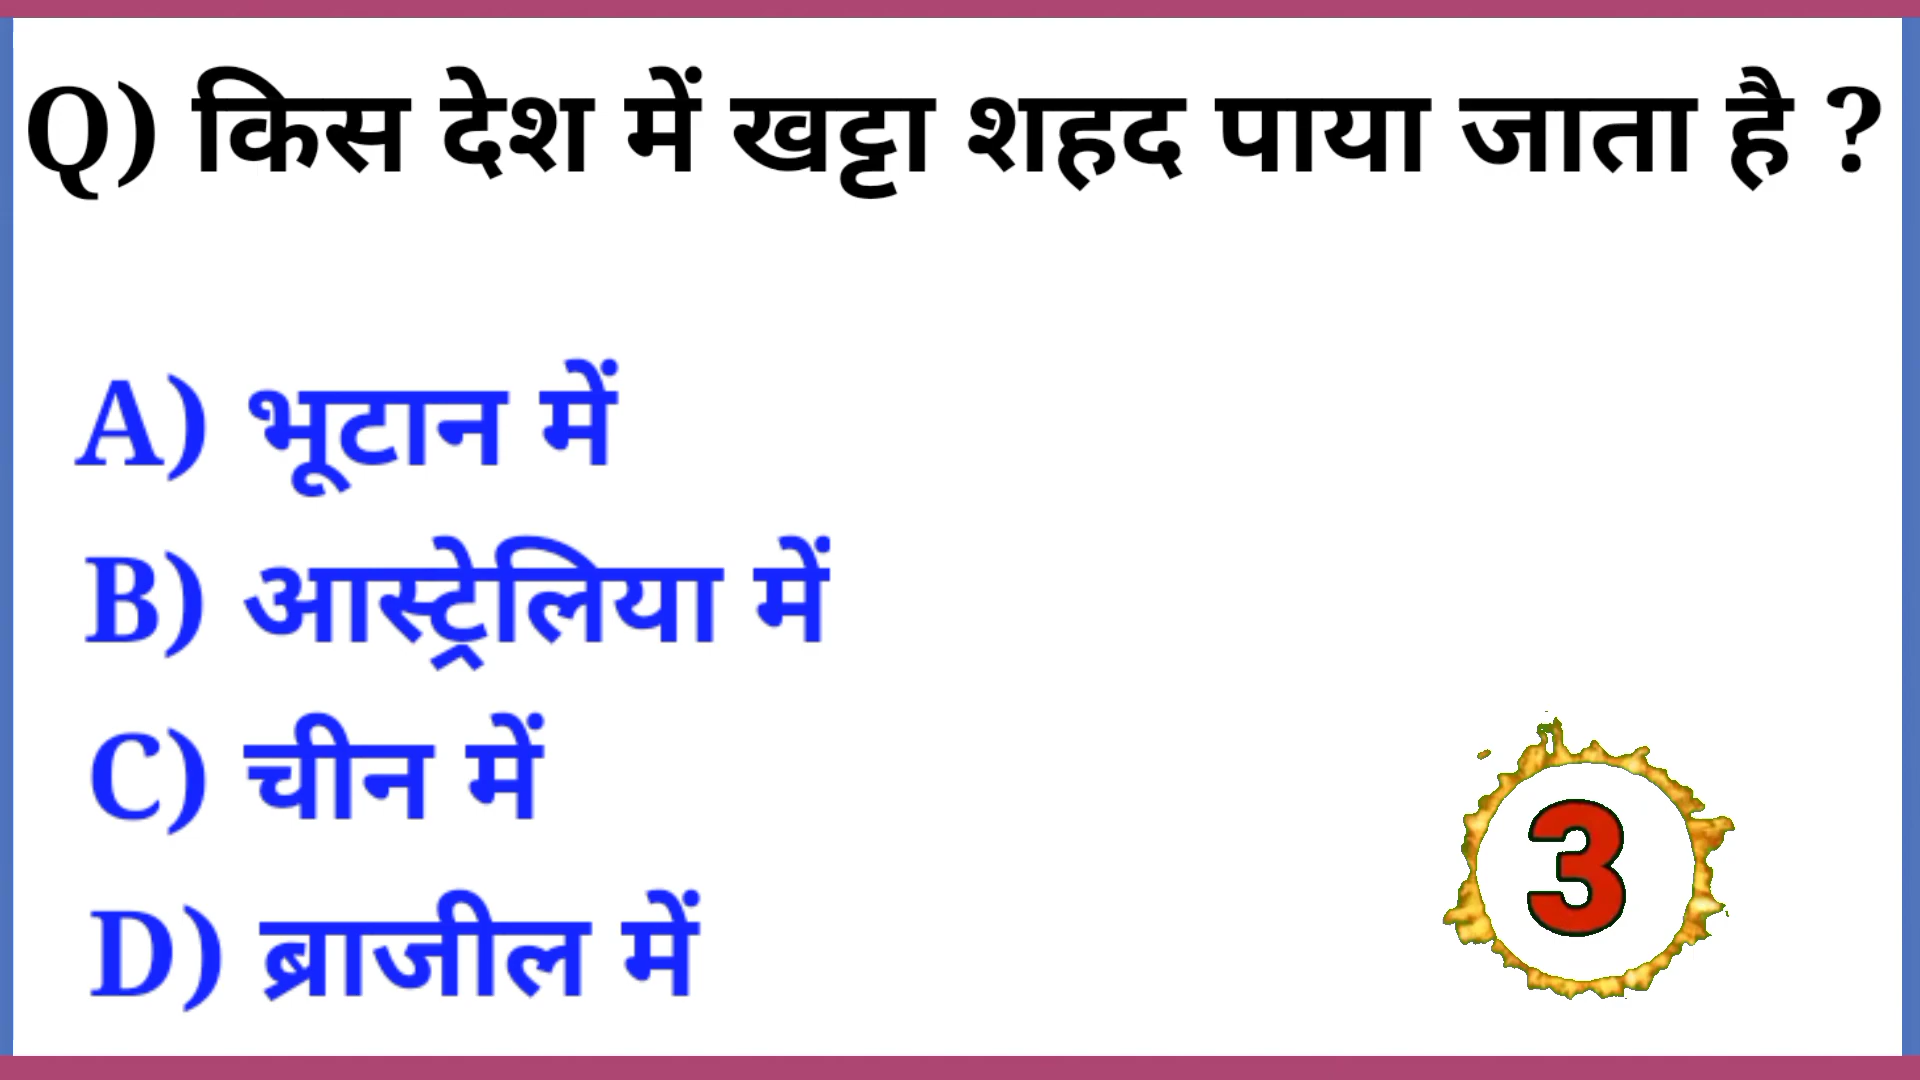 Q) किस देश में खट्टा शहद पाया जाता है ?
A) भूटान में
B) आस्ट्रेलिया में
C) चीन में
D) ब्राजील में
3